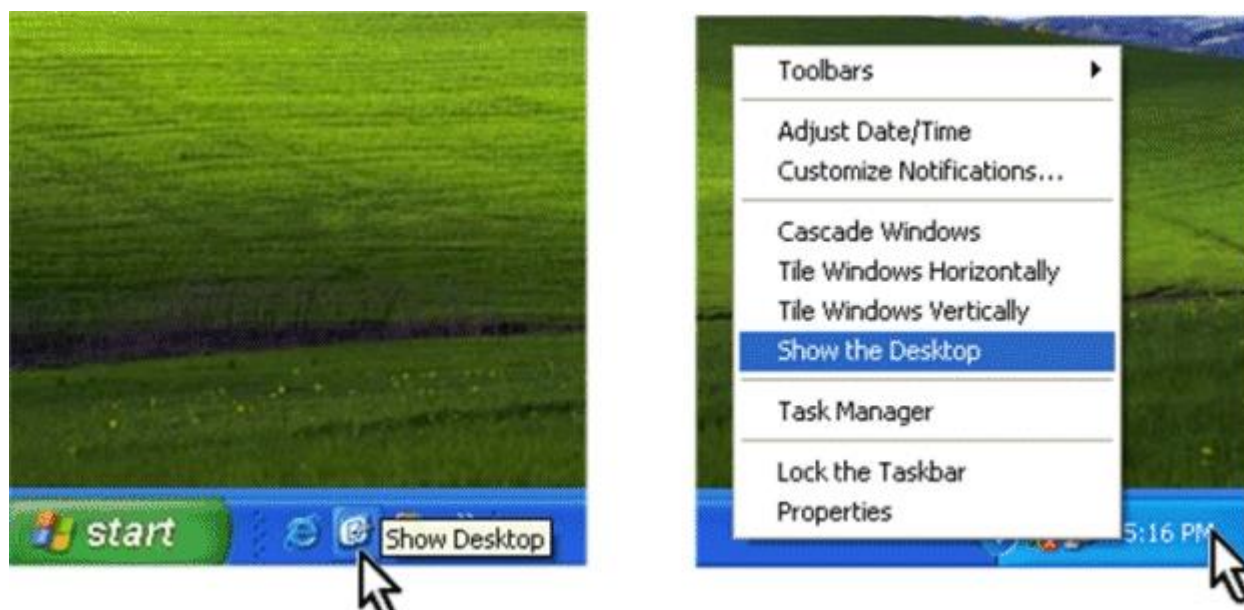 start
Show Desktop
Toolbars
Adjust Date/Time
Customize Notifications...
Cascade Windows
Tile Windows Horizontally
Tile Windows Vertically
Show the Desktop
Task Manager
Lock the Taskbar
Properties
5:16 PM